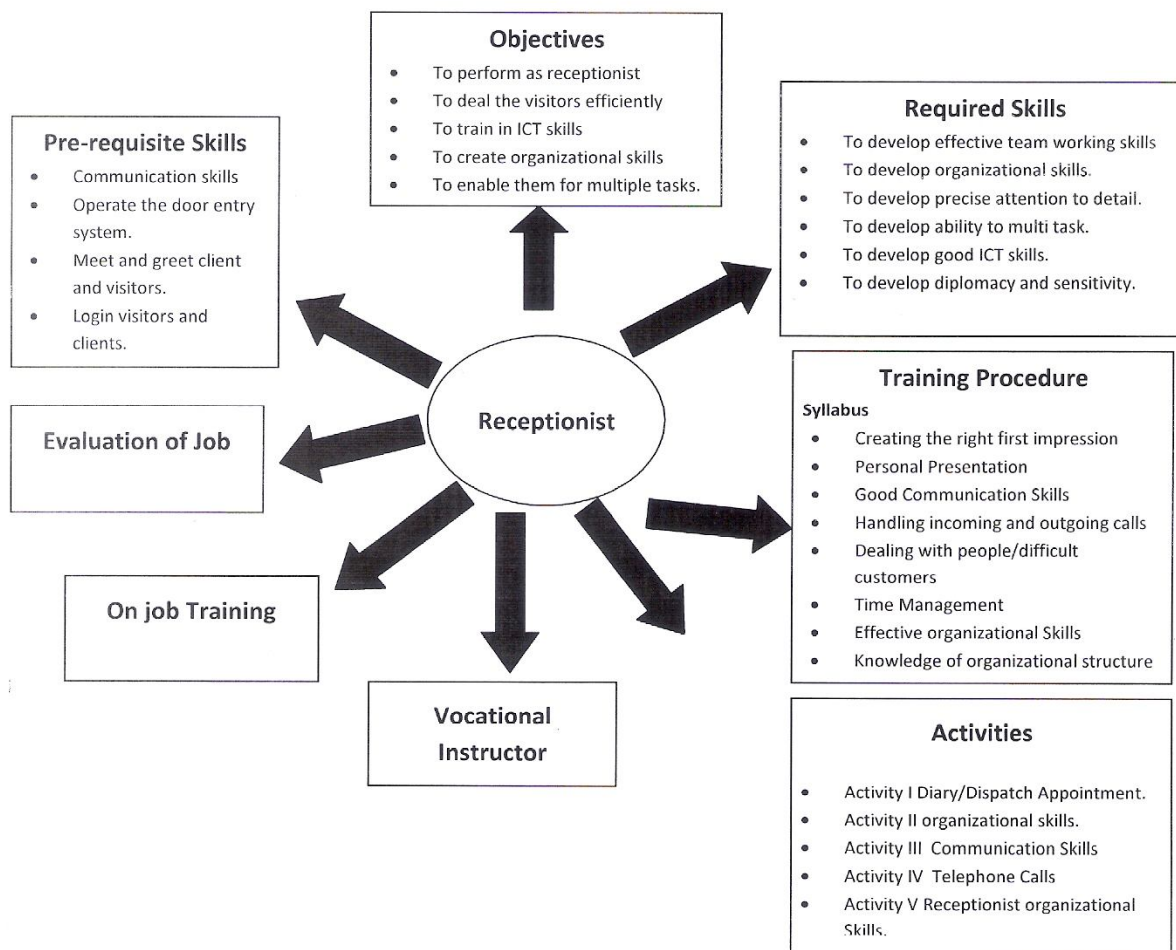 Objectives
To perform as receptionist
To deal the visitors efficiently
To train in ICT skills
To create organizational skills
To enable them for multiple tasks.
Required Skills
To develop effective team working skills
To develop organizational skills.
To develop precise attention to detail.
To develop ability to multi task.
To develop good ICT skills.
To develop diplomacy and sensitivity.
Pre-requisite Skills
Communication skills
Operate the door entry
system.
Meet and greet client
and visitors.
Login visitors and
clients.
Receptionist
Training Procedure
Syllabus
Creating the right first impression
Personal Presentation
Good Communication Skills
Handling incoming and outgoing calls
Dealing with people/difficult
customers
Time Management
Effective organizational Skills
Knowledge of organizational structure
Evaluation of Job
On job Training
Vocational
Instructor
Activities
Activity I Diary/Dispatch Appointment.
Activity II organizational skills.
Activity III Communication Skills
Activity IV Telephone Calls
Activity V Receptionist organizational
Skills.